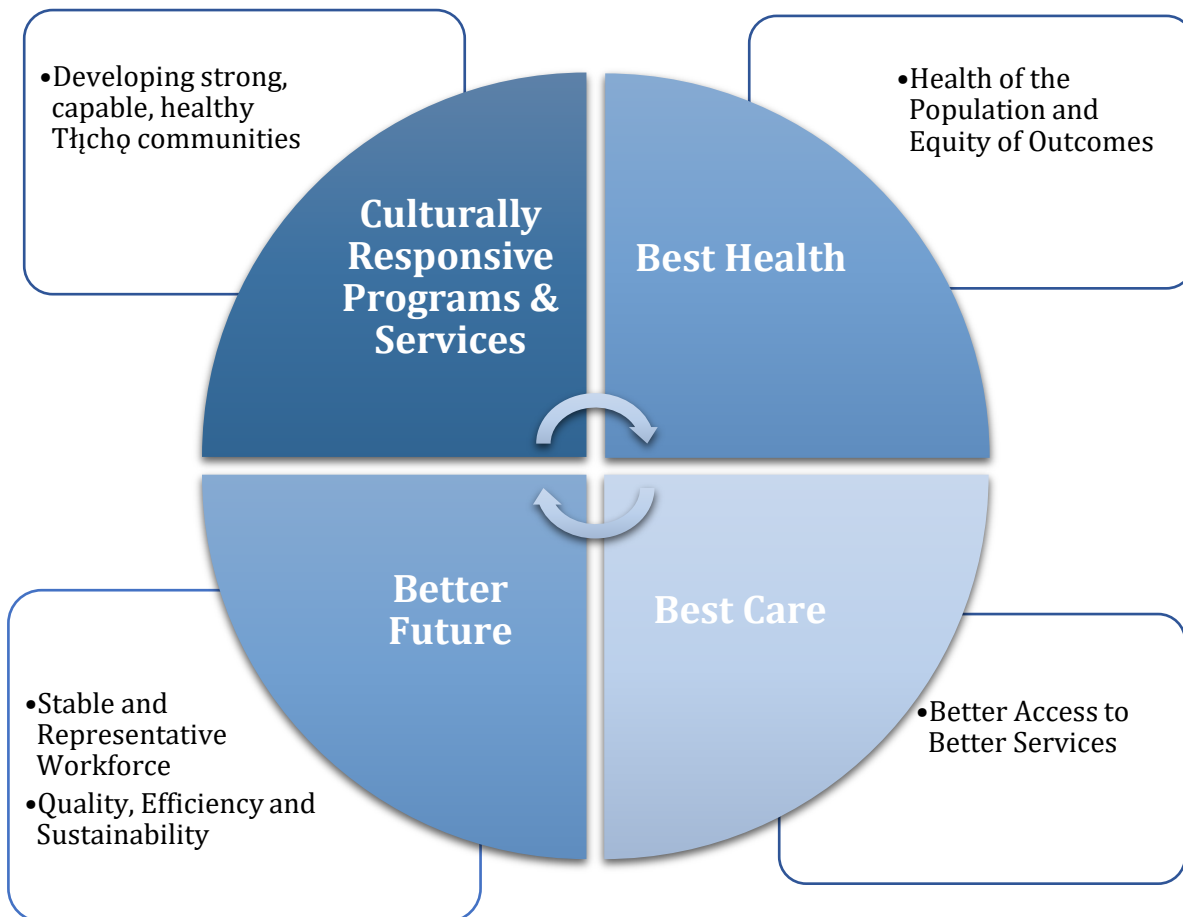 •Developing strong,
capable, healthy
Tłı̨chǫ communities
•Health of the
Population and
Equity of Outcomes
Culturally
Responsive
Programs &
Services
Best Health
Better
Future
Best Care
•Stable and
Representative
Workforce
•Quality, Efficiency and
Sustainability
•Better Access to
Better Services